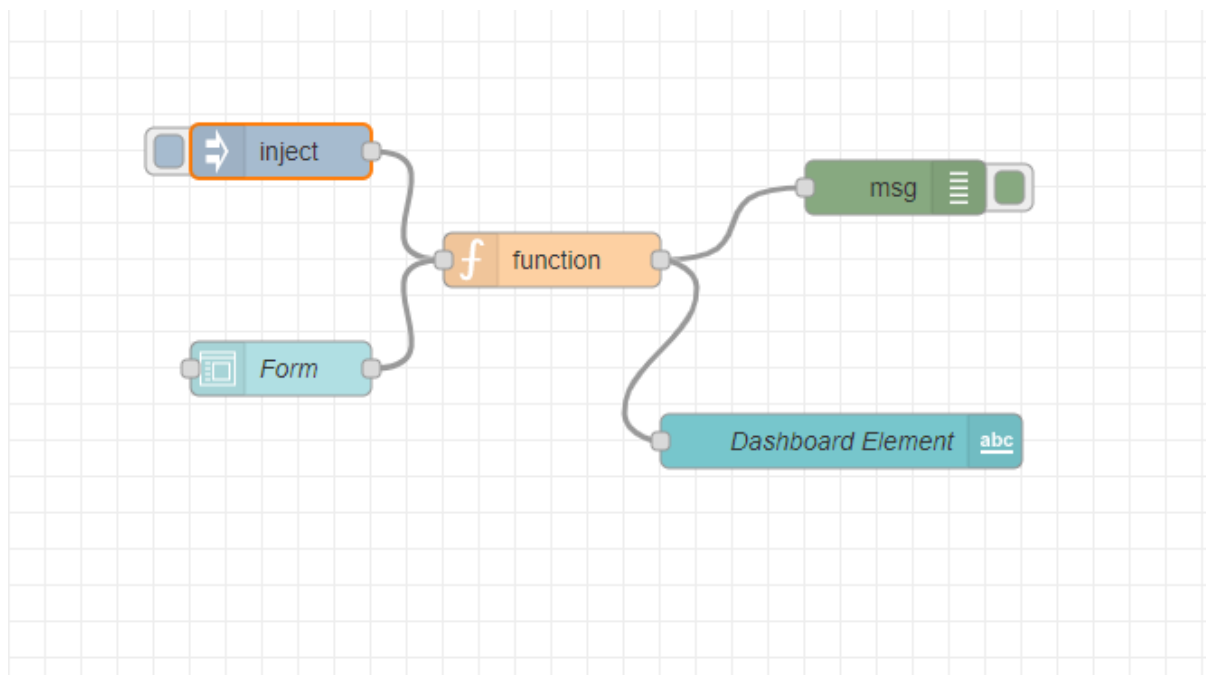 inject
msg
function
Form
Dashboard Element
abc